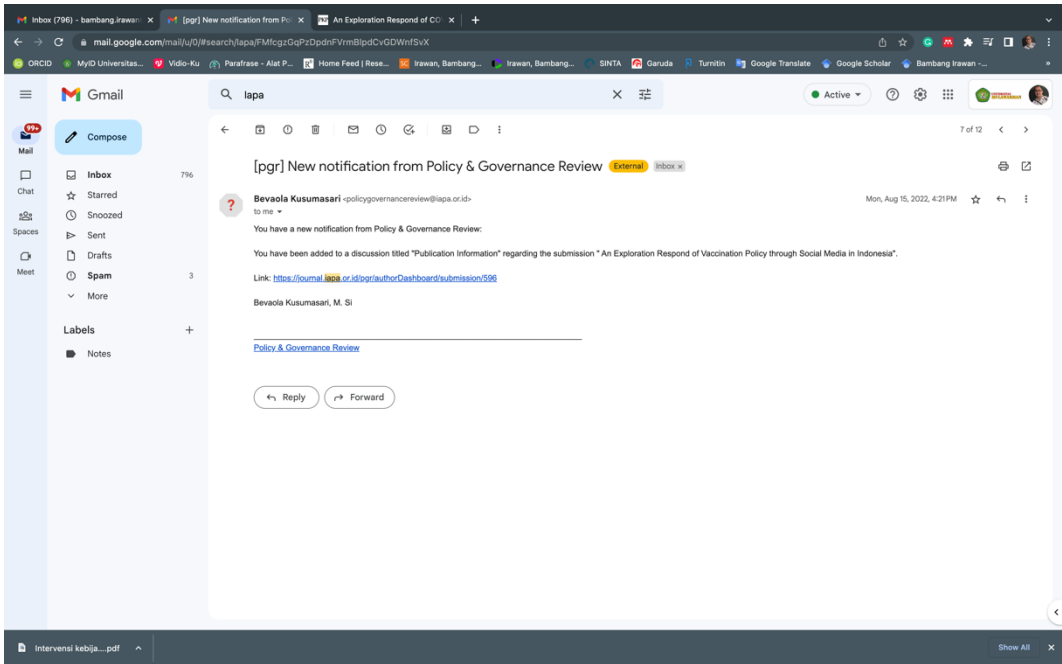 Inbox (796) - bambang.irawan
[pgr] New notification from Po
An Exploration Respond of CO
mail.google.com/mail/u/0/#search/iapa/FMfcgzGqPzDpdnFVrmBlpdCvGDWnfSvX
ORCID MyID Universitas... Vidio-Ku Parafrase - Alat P... Home Feed | Rese... Irawan, Bambang... Irawan, Bambang... SINTA Garuda Turnitin Google Translate Google Scholar Bambang Irawan -... »
Gmail
iapa
Active
99+
Mail
Chat
Spaces
Meet
Compose
Inbox 796
Starred
Snoozed
Sent
Drafts
Spam 3
More
Labels +
Notes
7 of 12
[pgr] New notification from Policy & Governance Review External Inbox x
Bevaola Kusumasari <policygovernancereview@iapa.or.id> Mon, Aug 15, 2022, 4:21 PM
to me
You have a new notification from Policy & Governance Review:
You have been added to a discussion titled "Publication Information" regarding the submission " An Exploration Respond of Vaccination Policy through Social Media in Indonesia".
Link: https://journal.iapa.or.id/pgr/authorDashboard/submission/596
Bevaola Kusumasari, M. Si
Policy & Governance Review
Reply Forward
Intervensi kebija....pdf
Show All